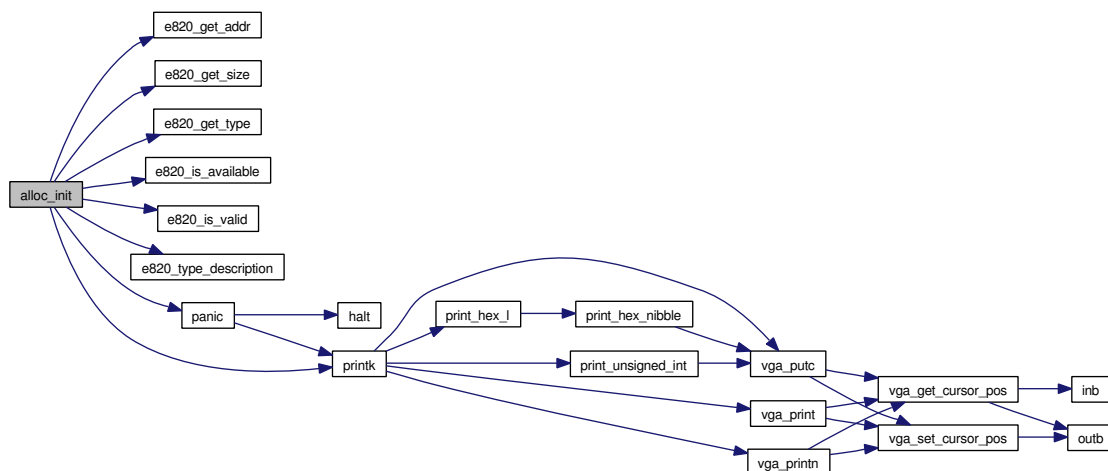 e820_get_addr
e820_get_size
e820_get_type
e820_is_available
alloc_init
e820_is_valid
e820_type_description
panic
halt
print_hex_l
print_hex_nibble
printk
print_unsigned_int
vga_putc
vga_get_cursor_pos
inb
vga_print
vga_set_cursor_pos
outb
vga_printn